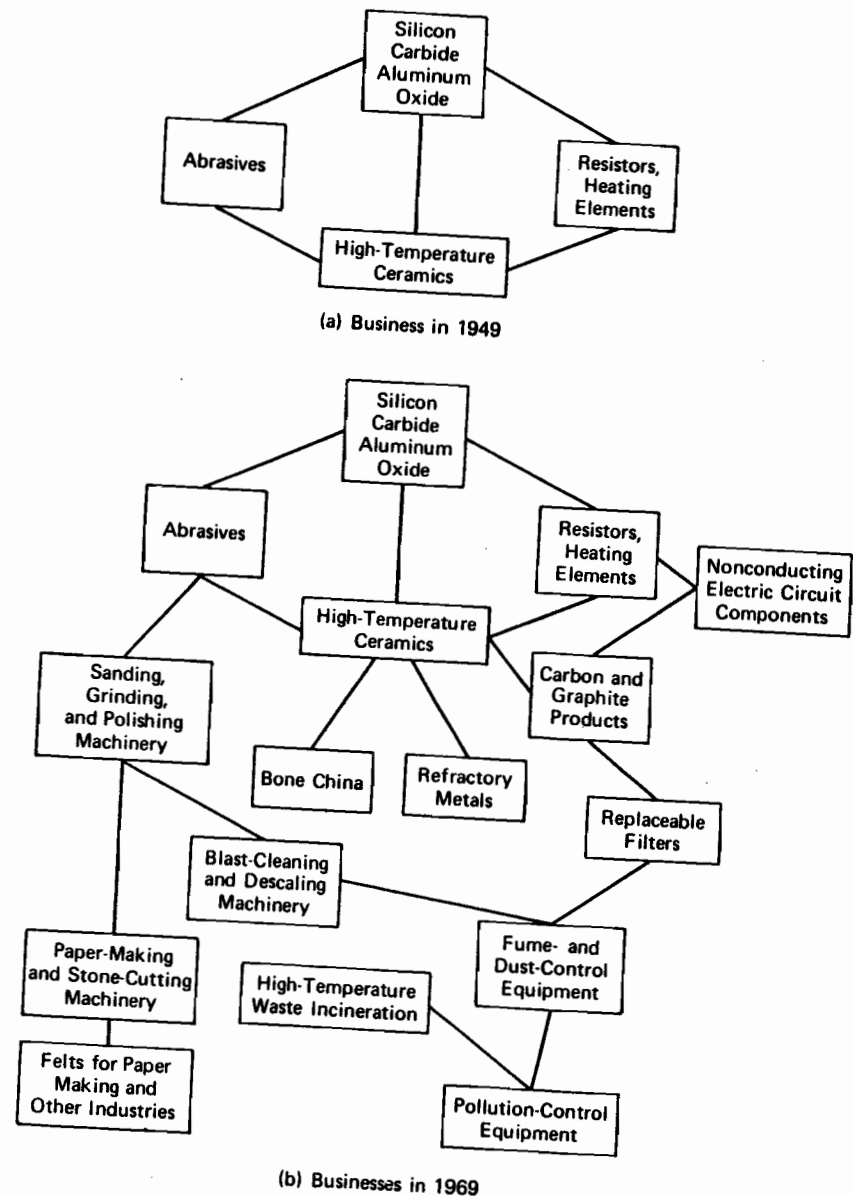 Silicon
Carbide
Aluminum
Oxide
Abrasives
Resistors,
Heating
Elements
High-Temperature
Ceramics
(a) Business in 1949
Silicon
Carbide
Aluminum
Oxide
Abrasives
Resistors,
Heating
Elements
Nonconducting
Electric Circuit
Components
High-Temperature
Ceramics
Sanding,
Grinding,
and Polishing
Machinery
Carbon and
Graphite
Products
Bone China
Refractory
Metals
Replaceable
Filters
Blast-Cleaning
and Descaling
Machinery
Paper-Making
and Stone-Cutting
Machinery
High-Temperature
Waste Incineration
Fume- and
Dust-Control
Equipment
Felts for Paper
Making and
Other Industries
Pollution-Control
Equipment
(b) Businesses in 1969